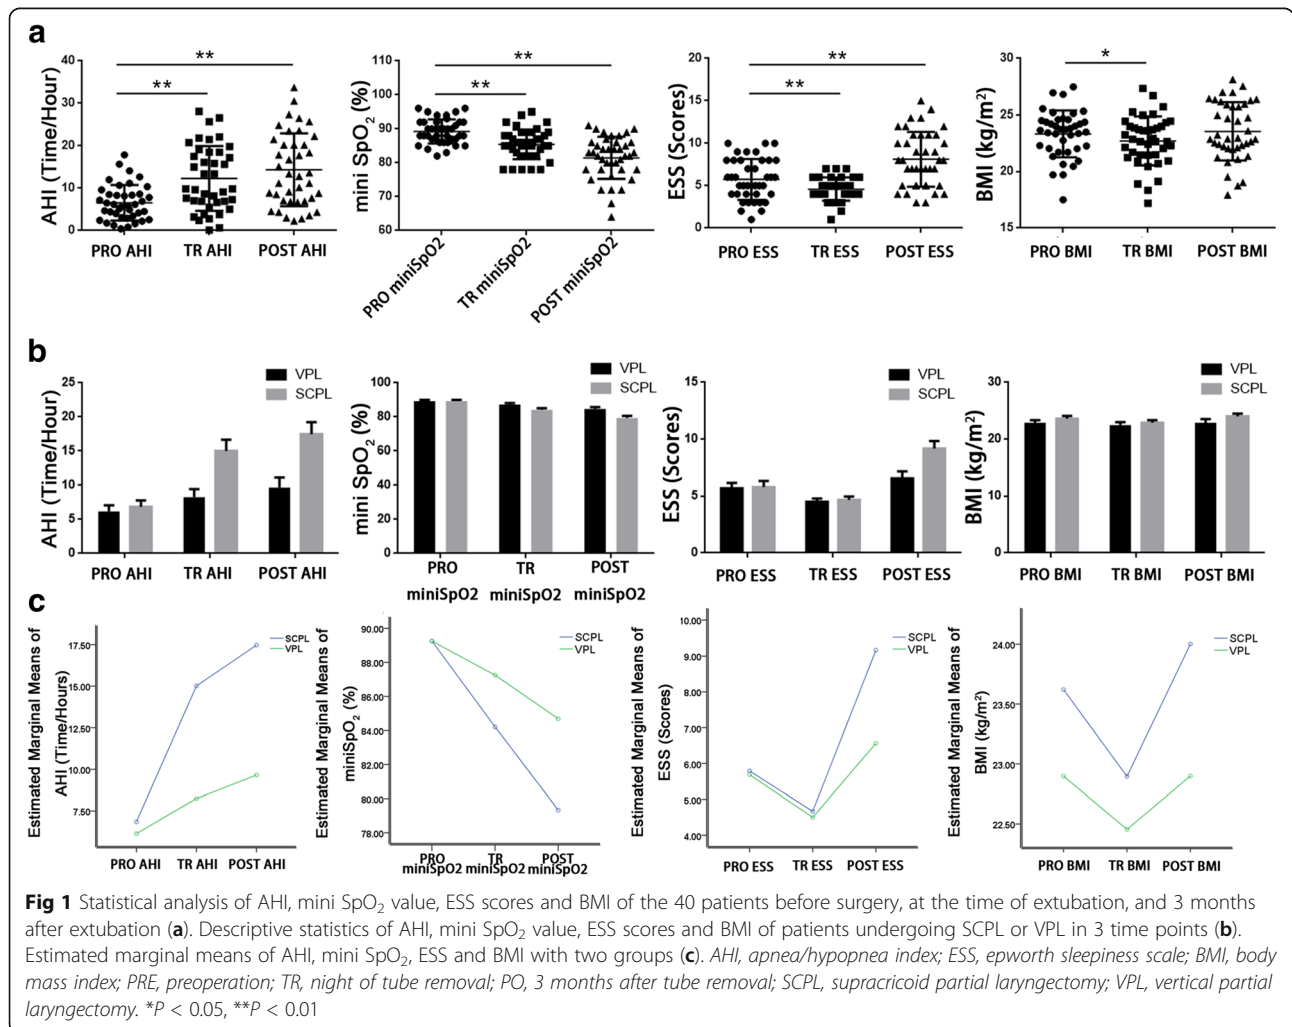 a
AHI (Time/Hour)
40
30
20
10
0
**
**
PRO AHI TR AHI POST AHI
mini SpO2 (%)
100
90
80
70
60
**
**
PRO miniSpO2
TR miniSpO2
POST miniSpO2
ESS (Scores)
20
15
10
5
0
**
**
PRO ESS TR ESS POST ESS
BMI (kg/m2)
30
25
20
15
*
PRO BMI TR BMI POST BMI
b
AHI (Time/Hour)
25
20
15
10
5
0
VPL
SCPL
PRO AHI TR AHI POST AHI
mini SpO2 (%)
100
80
60
40
20
0
VPL
SCPL
PRO TR POST
miniSpO2 miniSpO2 miniSpO2
ESS (Scores)
15
10
5
0
VPL
SCPL
PRO ESS TR ESS POST ESS
BMI (kg/m2)
30
20
10
0
VPL
SCPL
PRO BMI TR BMI POST BMI
c
Estimated Marginal Means of
AHI (Time/Hours)
17.50
15.00
12.50
10.00
7.50
SCPL
VPL
PRO AHI TR AHI POST AHI
Estimated Marginal Means of
miniSpO2 (%)
90.00
88.00
86.00
84.00
82.00
80.00
78.00
SCPL
VPL
PRO TR POST
miniSpO2 miniSpO2 miniSpO2
Estimated Marginal Means of
ESS (Scores)
10.00
9.00
8.00
7.00
6.00
5.00
4.00
SCPL
VPL
PRO ESS TR ESS POST ESS
Estimated Marginal Means of
BMI (kg/m2)
24.00
23.50
23.00
22.50
SCPL
VPL
PRO BMI TR BMI POST BMI
Fig 1 Statistical analysis of AHI, mini SpO2 value, ESS scores and BMI of the 40 patients before surgery, at the time of extubation, and 3 months
after extubation (a). Descriptive statistics of AHI, mini SpO2 value, ESS scores and BMI of patients undergoing SCPL or VPL in 3 time points (b).
Estimated marginal means of AHI, mini SpO2, ESS and BMI with two groups (c). AHI, apnea/hypopnea index; ESS, epworth sleepiness scale; BMI, body
mass index; PRE, preoperation; TR, night of tube removal; PO, 3 months after tube removal; SCPL, supracricoid partial laryngectomy; VPL, vertical partial
laryngectomy. *P < 0.05, **P < 0.01